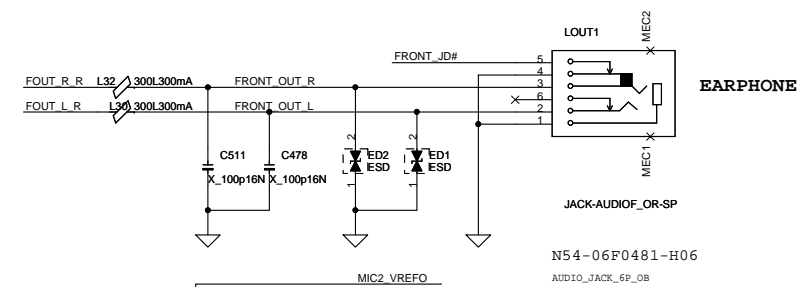 LOUT1
MEC2
FRONT_JD#
5
4
FOUT_R_R L32 300L300mA FRONT_OUT_R 3
EARPHONE
6
FOUT_L_R L30 300L300mA FRONT_OUT_L 2
1
2 2
C511 C478 ED2 ED1
ESD ESD
X_100p16N X_100p16N
1 1
MEC1
JACK-AUDIOF_OR-SP
N54-06F0481-H06
MIC2_VREFO
AUDIO_JACK_6P_OB